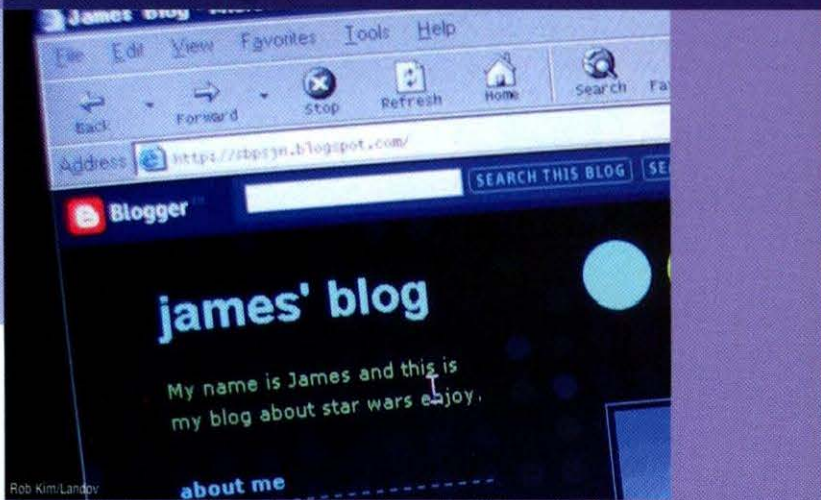 James' Blog
File Edit View Favorites Tools Help
Back Forward Stop Refresh Home Search Fa
Address
Blogger SEARCH THIS BLOG SE
james' blog
My name is James and this is
my blog about star wars enjoy.
about me
Rob Kim/Landov